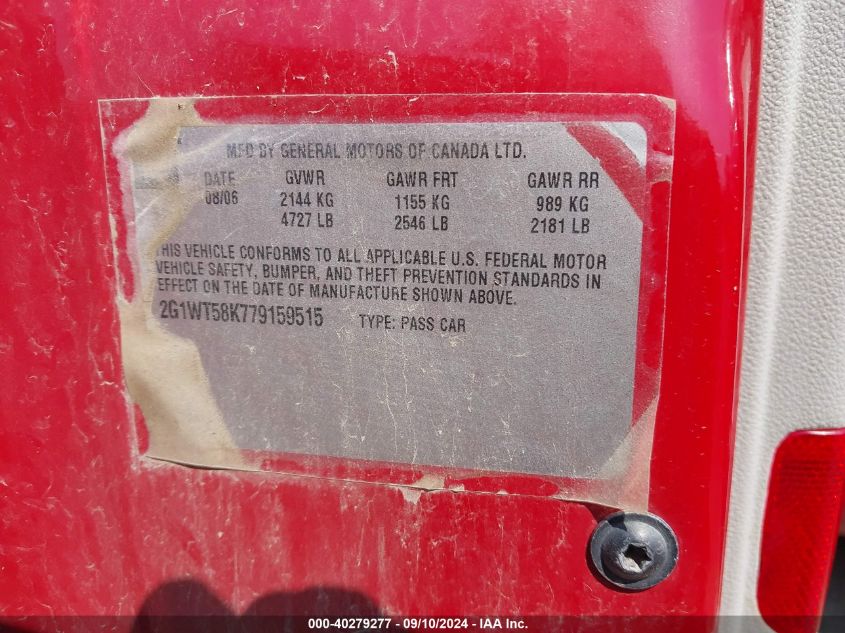 MFD BY GENERAL MOTORS OF CANADA LTD.
DATE GVWR GAWR FRT GAWR RR
08/06 2144 KG 1155 KG 989 KG
4727 LB 2546 LB 2181 LB
THIS VEHICLE CONFORMS TO ALL APPLICABLE U.S. FEDERAL MOTOR
VEHICLE SAFETY, BUMPER, AND THEFT PREVENTION STANDARDS IN
EFFECT ON THE DATE OF MANUFACTURE SHOWN ABOVE.
2G1WT58K779159515 TYPE: PASS CAR
000-40279277 - 09/10/2024 - IAA Inc.